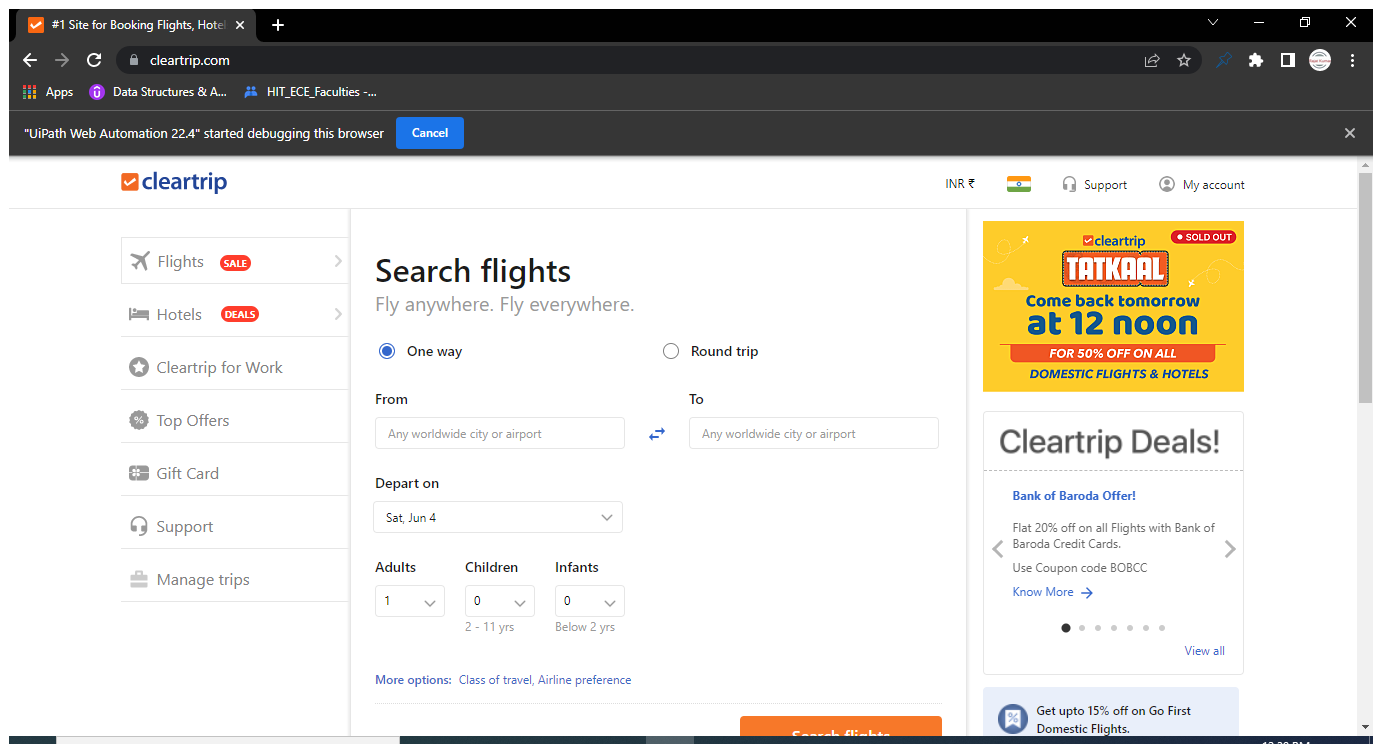 #1 Site for Booking Flights, Hotel
cleartrip.com
Apps
Data Structures & A...
HIT_ECE_Faculties -...
"UiPath Web Automation 22.4" started debugging this browser
Cancel
cleartrip
INR ₹
Support
My account
Flights SALE
Hotels DEALS
Cleartrip for Work
Top Offers
Gift Card
Support
Manage trips
Search flights
Fly anywhere. Fly everywhere.
One way
Round trip
From
To
Any worldwide city or airport
Any worldwide city or airport
Depart on
Sat, Jun 4
Adults
Children
Infants
1
0
0
2 - 11 yrs
Below 2 yrs
More options: Class of travel, Airline preference
Search flights
cleartrip
SOLD OUT
TATKAAL
Come back tomorrow
at 12 noon
FOR 50% OFF ON ALL
DOMESTIC FLIGHTS & HOTELS
Cleartrip Deals!
Bank of Baroda Offer!
Flat 20% off on all Flights with Bank of
Baroda Credit Cards.
Use Coupon code BOBCC
Know More
View all
Get upto 15% off on Go First
Domestic Flights.